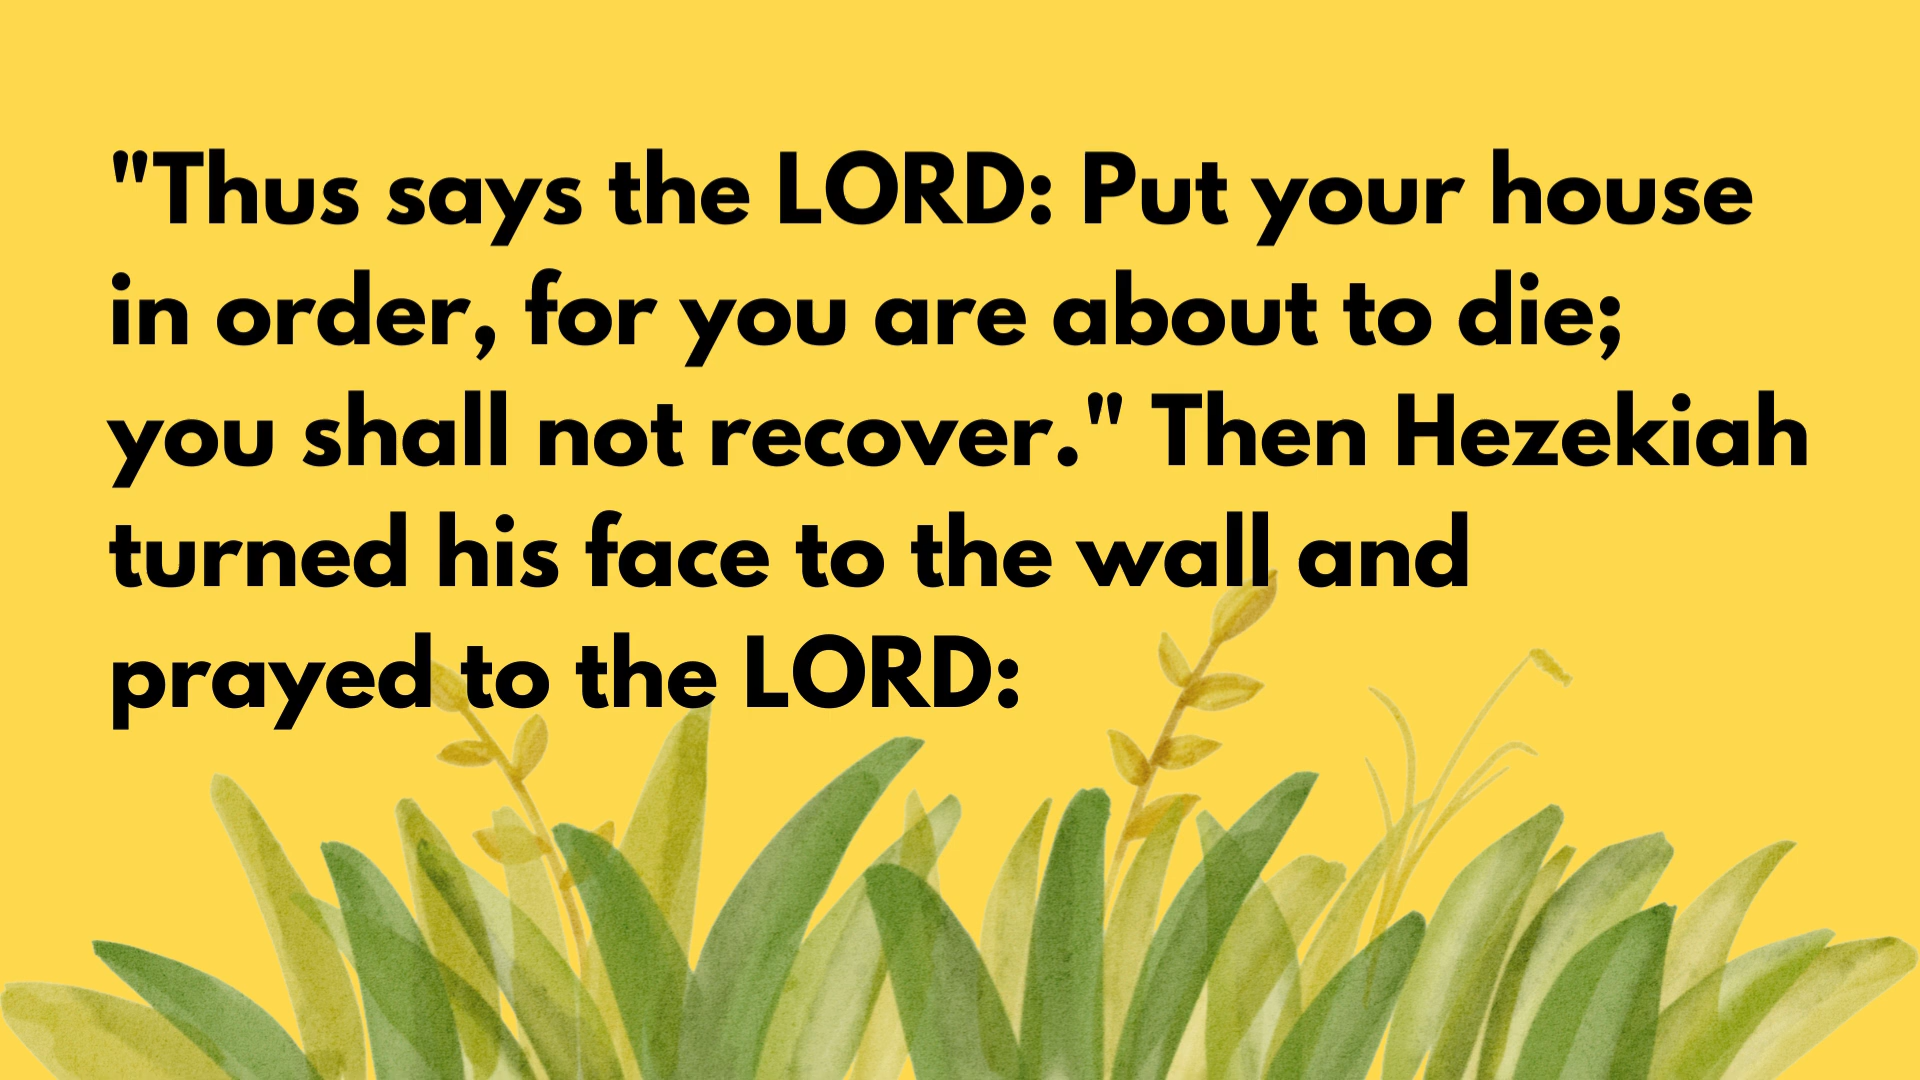 "Thus says the LORD: Put your house
in order, for you are about to die;
you shall not recover." Then Hezekiah
turned his face to the wall and
prayed to the LORD: